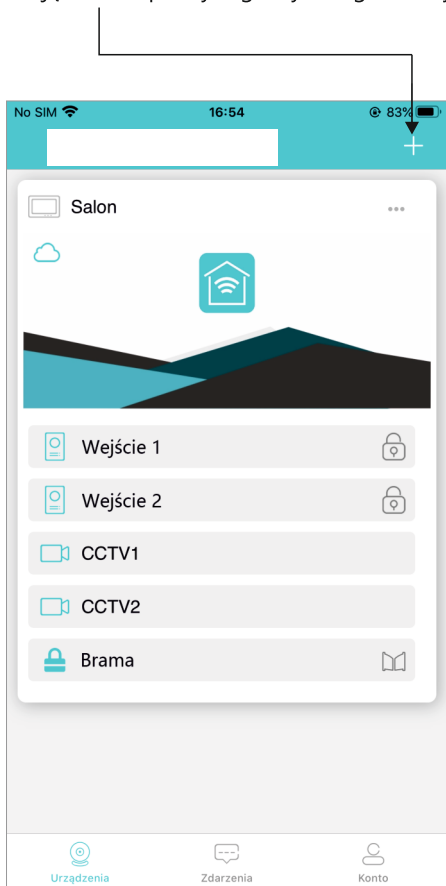 No SIM 16:54 83%
Salon
Wejście 1
Wejście 2
CCTV1
CCTV2
Brama
Urządzenia Zdarzenia Konto